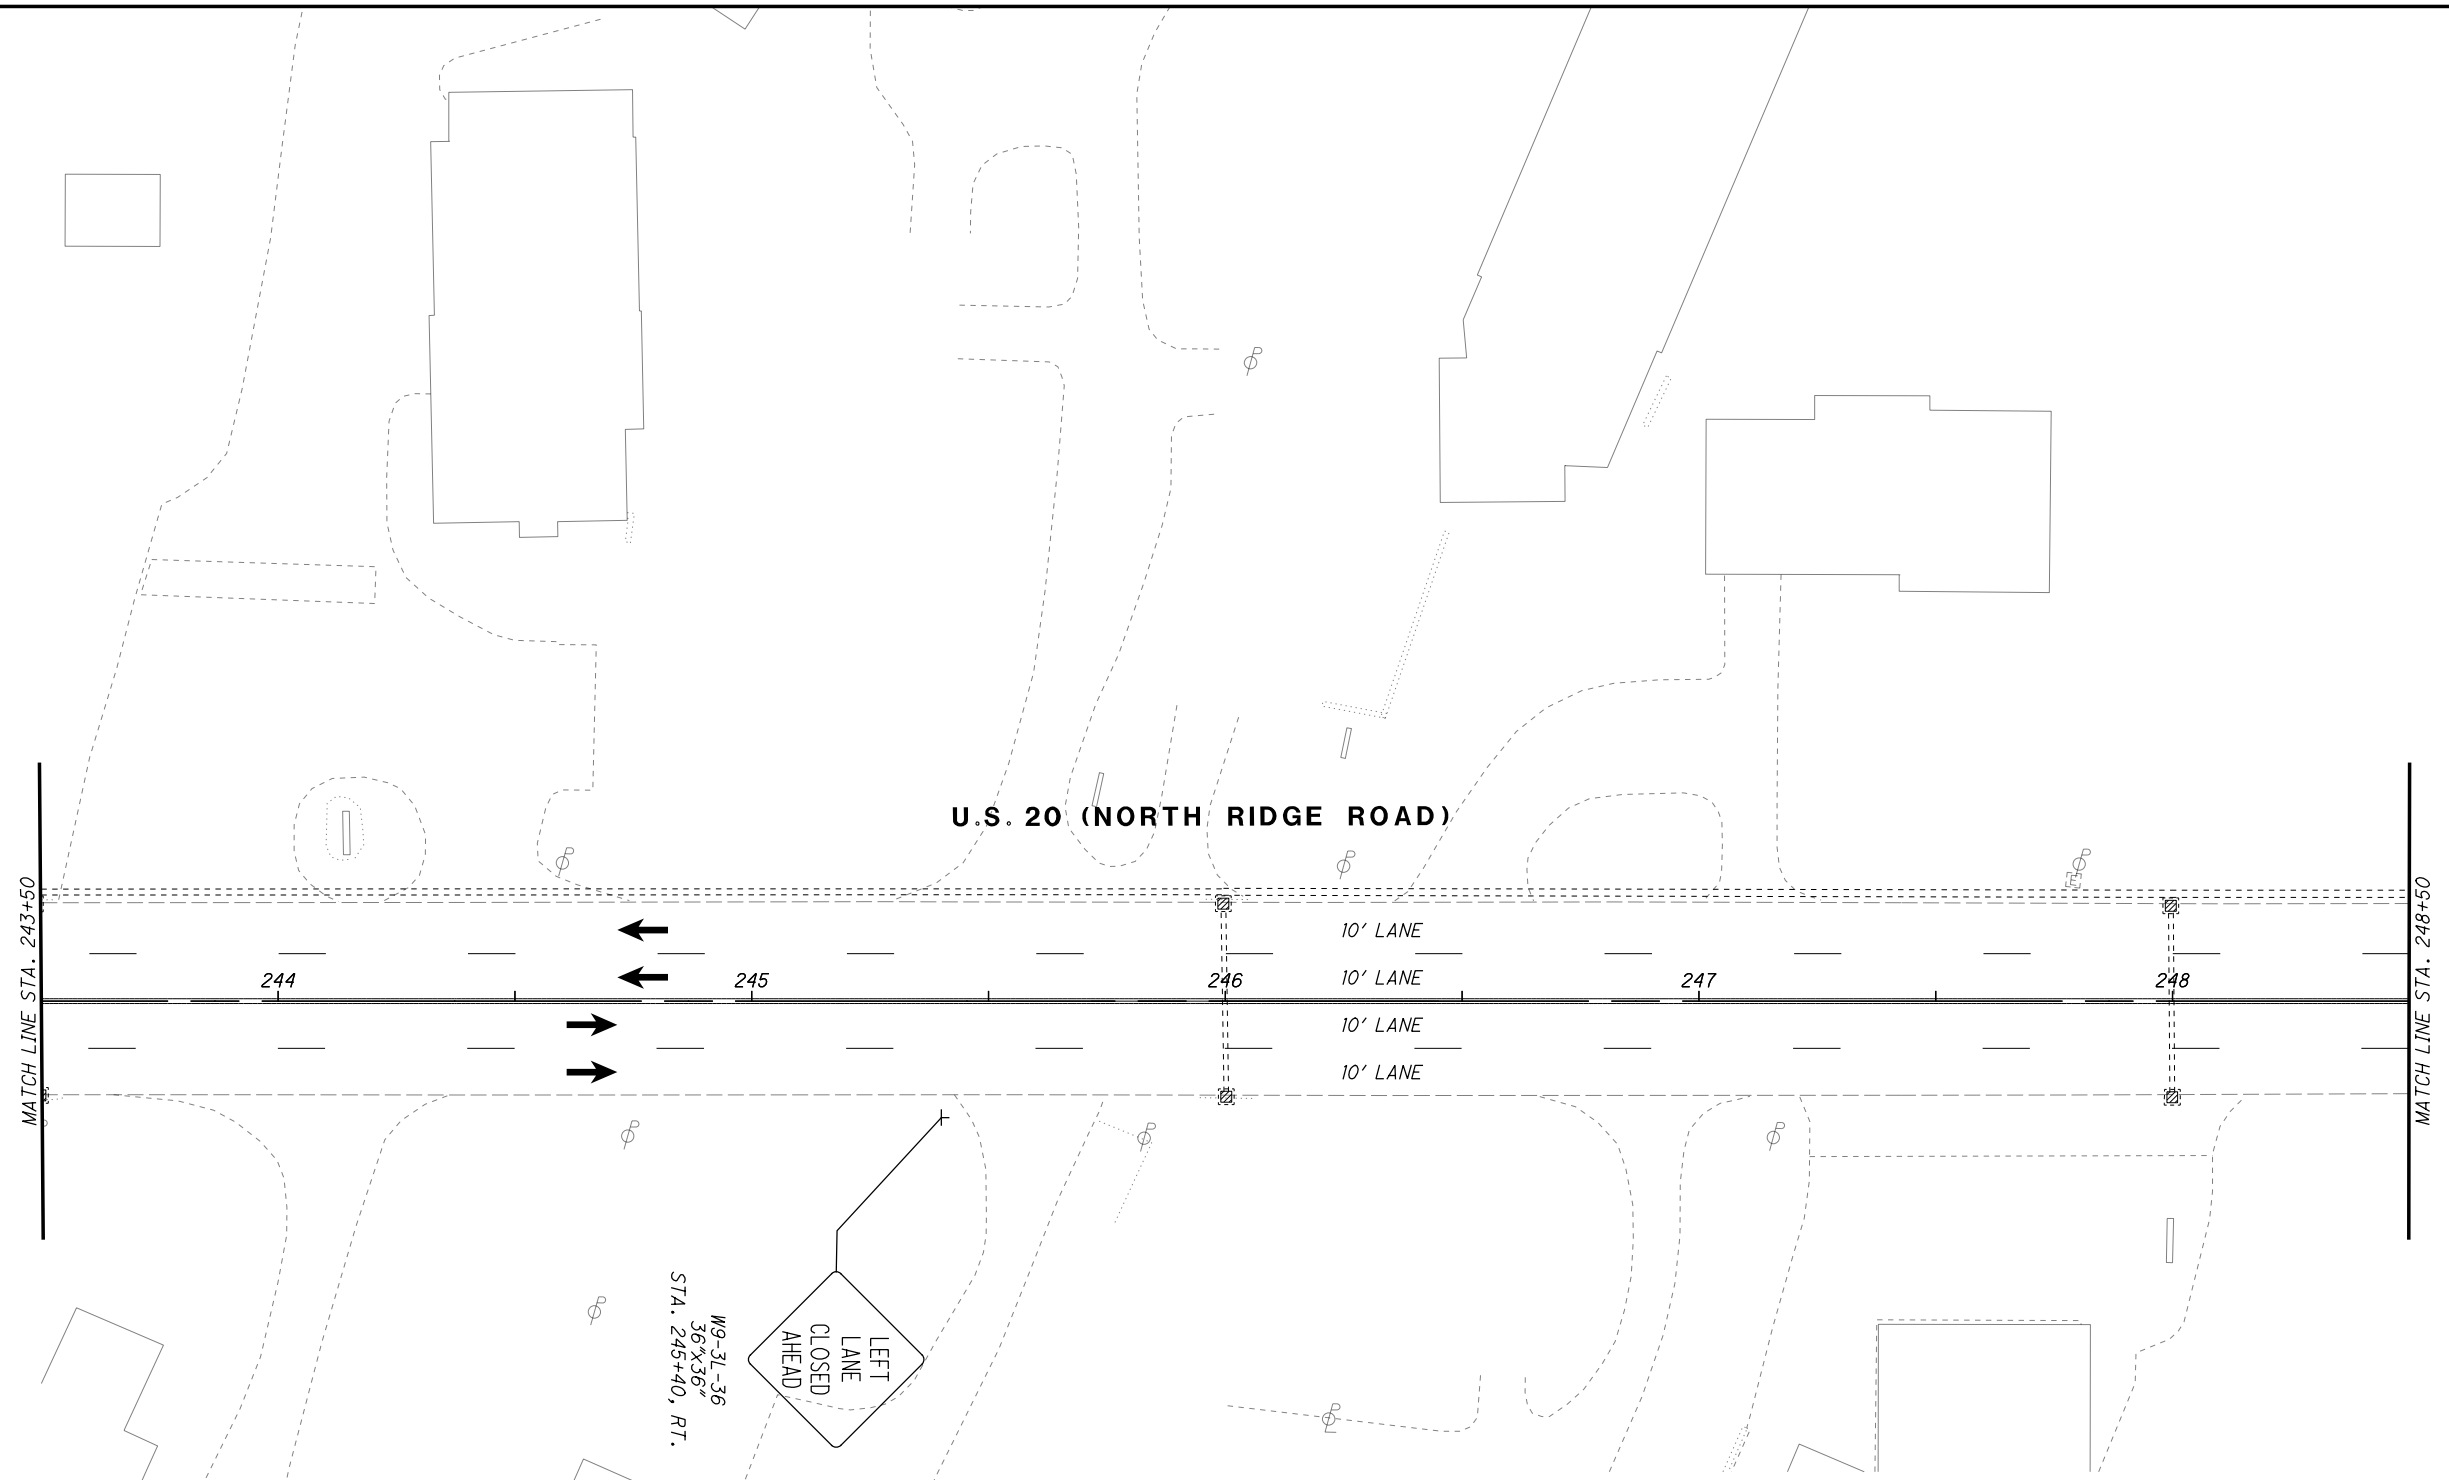 U.S. 20 (NORTH RIDGE ROAD)
MATCH LINE STA. 243+50
MATCH LINE STA. 248+50
10' LANE
10' LANE
244
245
246
247
248
10' LANE
10' LANE
P
P
P
P
E
P
P
P
P
P
LEFT
LANE
CLOSED
AHEAD
W9-3L-36
36"X36"
STA. 245+40, RT.